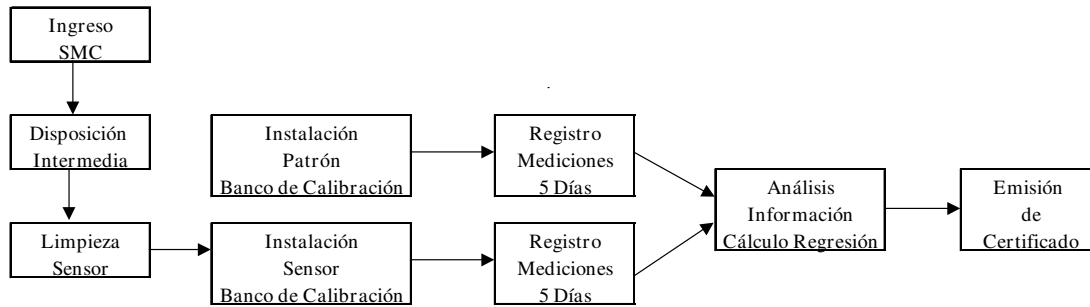 Ingreso
SMC
Disposición
Intermedia
Limpieza
Sensor
Instalación
Patrón
Banco de Calibración
Instalación
Sensor
Banco de Calibración
Registro
Mediciones
5 Días
Registro
Mediciones
5 Días
Análisis
Información
Cálculo Regresión
Emisión
de
Certificado